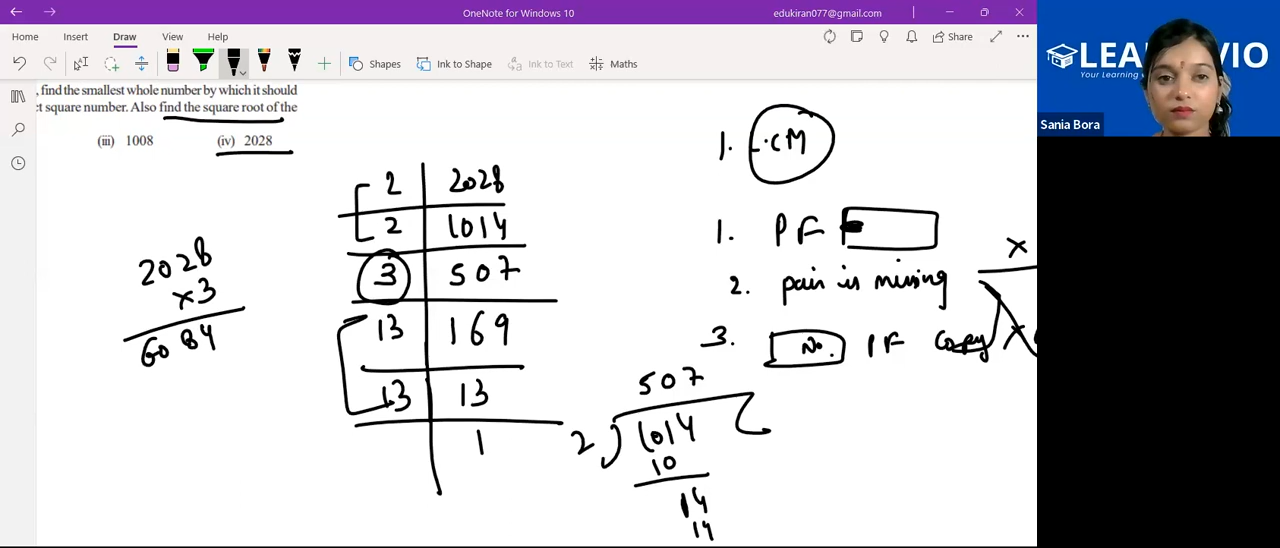 OneNote for Windows 10
edukiran077@gmail.com
Home Insert Draw View Help
Share
Shapes
Ink to Shape
Ink to Text
Maths
, find the smallest whole number by which it should
ct square number. Also find the square root of the
(iii) 1008 (iv) 2028
LEA VIO
Your Learning
Sania Bora
1. LCM
1. PF
2. pair is missing
3. No. PF copy
2 2028
2 1014
3 507
13 169
13 13
1
2028
×3
6084
507
2 1014
10
14
14